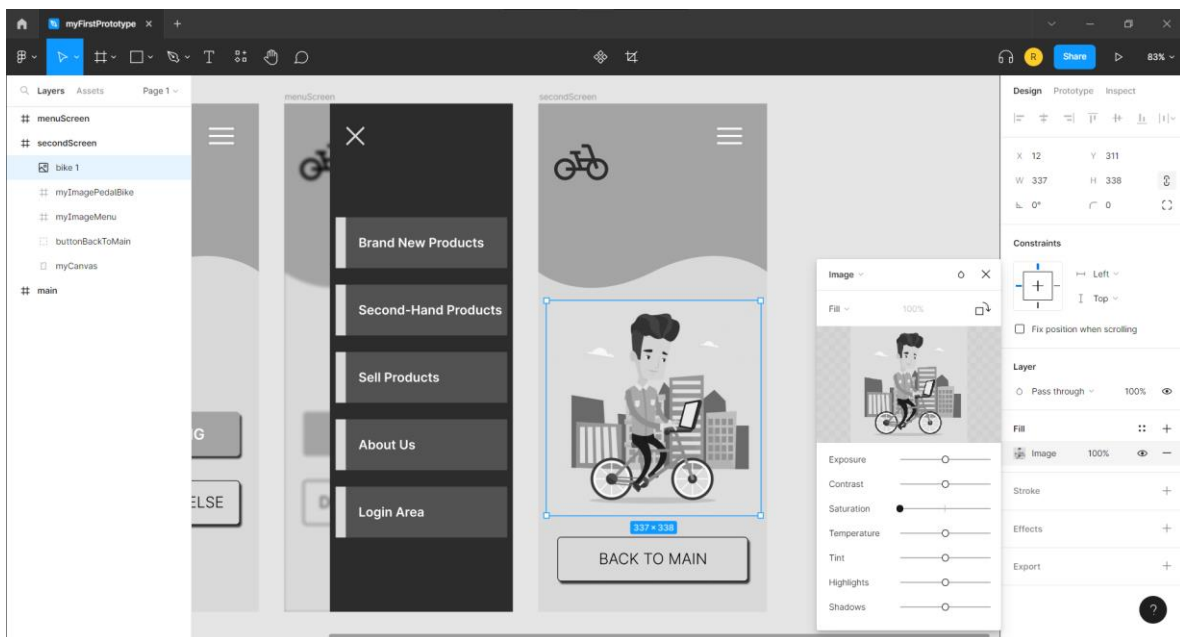 myFirstPrototype
R
Share
83%
Layers
Assets
Page 1
menuScreen
secondScreen
bike 1
myImagePedalBike
myImageMenu
buttonBackToMain
myCanvas
main
G
ELSE
menuScreen
D
Brand New Products
Second-Hand Products
Sell Products
About Us
Login Area
secondScreen
337 × 338
BACK TO MAIN
Image
Fill
100%
Exposure
Contrast
Saturation
Temperature
Tint
Highlights
Shadows
Design Prototype Inspect
X 12 Y 311
W 337 H 338
0° 0
Constraints
Left
Top
Fix position when scrolling
Layer
Pass through 100%
Fill
Image 100%
Stroke
Effects
Export
?